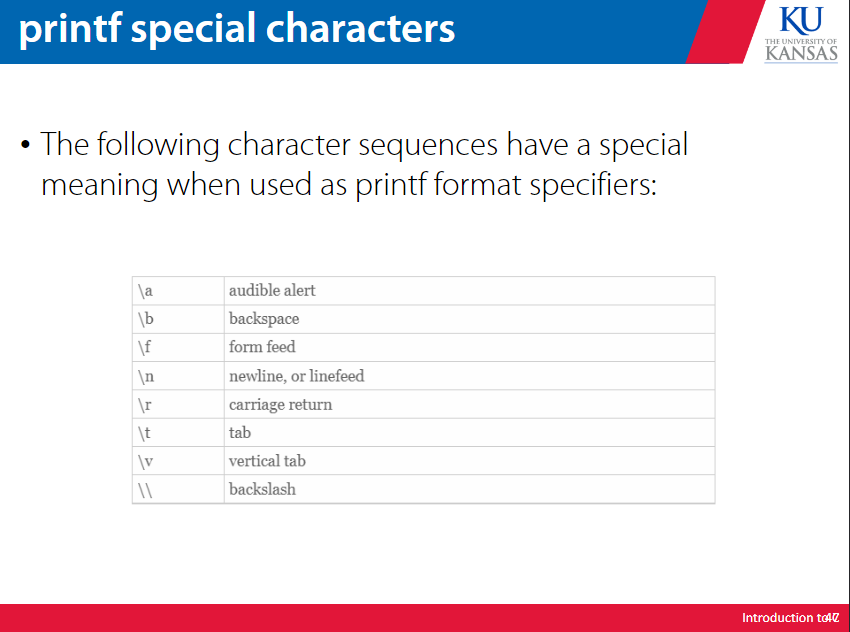 printf special characters
KU
THE UNIVERSITY OF
KANSAS
• The following character sequences have a special
meaning when used as printf format specifiers:
\a audible alert
\b backspace
\f form feed
\n newline, or linefeed
\r carriage return
\t tab
\v vertical tab
\\ backslash
Introduction to